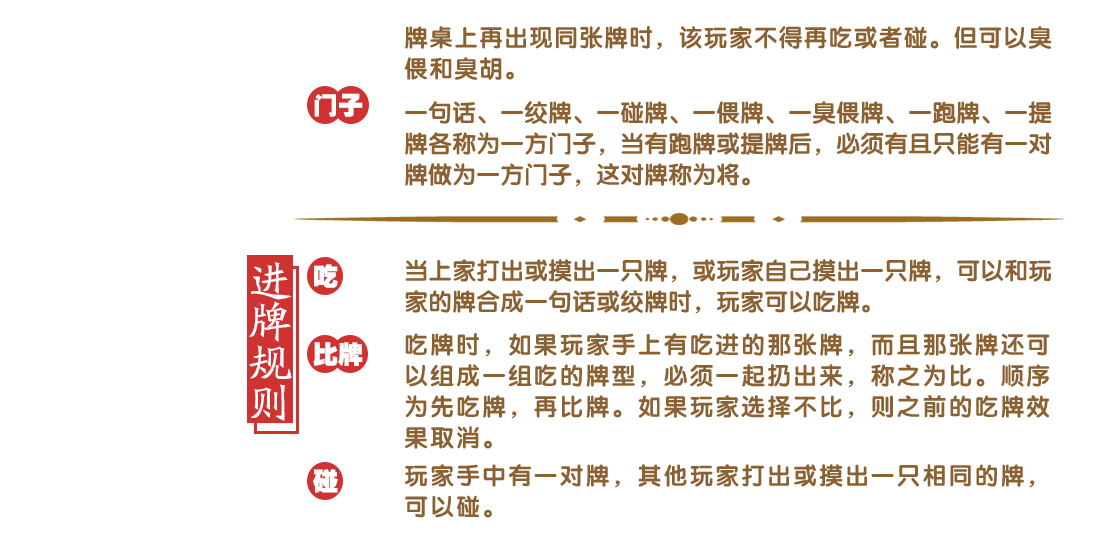 牌桌上再出现同张牌时，该玩家不得再吃或者碰。但可以臭
偎和臭胡。
门子
一句话、一绞牌、一碰牌、一偎牌、一臭偎牌、一跑牌、一提
牌各称为一方门子，当有跑牌或提牌后，必须有且只能有一对
牌做为一方门子，这对牌称为将。
进牌规则
吃
当上家打出或摸出一只牌，或玩家自己摸出一只牌，可以和玩
家的牌合成一句话或绞牌时，玩家可以吃牌。
比牌
吃牌时，如果玩家手上有吃进的那张牌，而且那张牌还可
以组成一组吃的牌型，必须一起扔出来，称之为比。顺序
为先吃牌，再比牌。如果玩家选择不比，则之前的吃牌效
果取消。
碰
玩家手中有一对牌，其他玩家打出或摸出一只相同的牌，
可以碰。